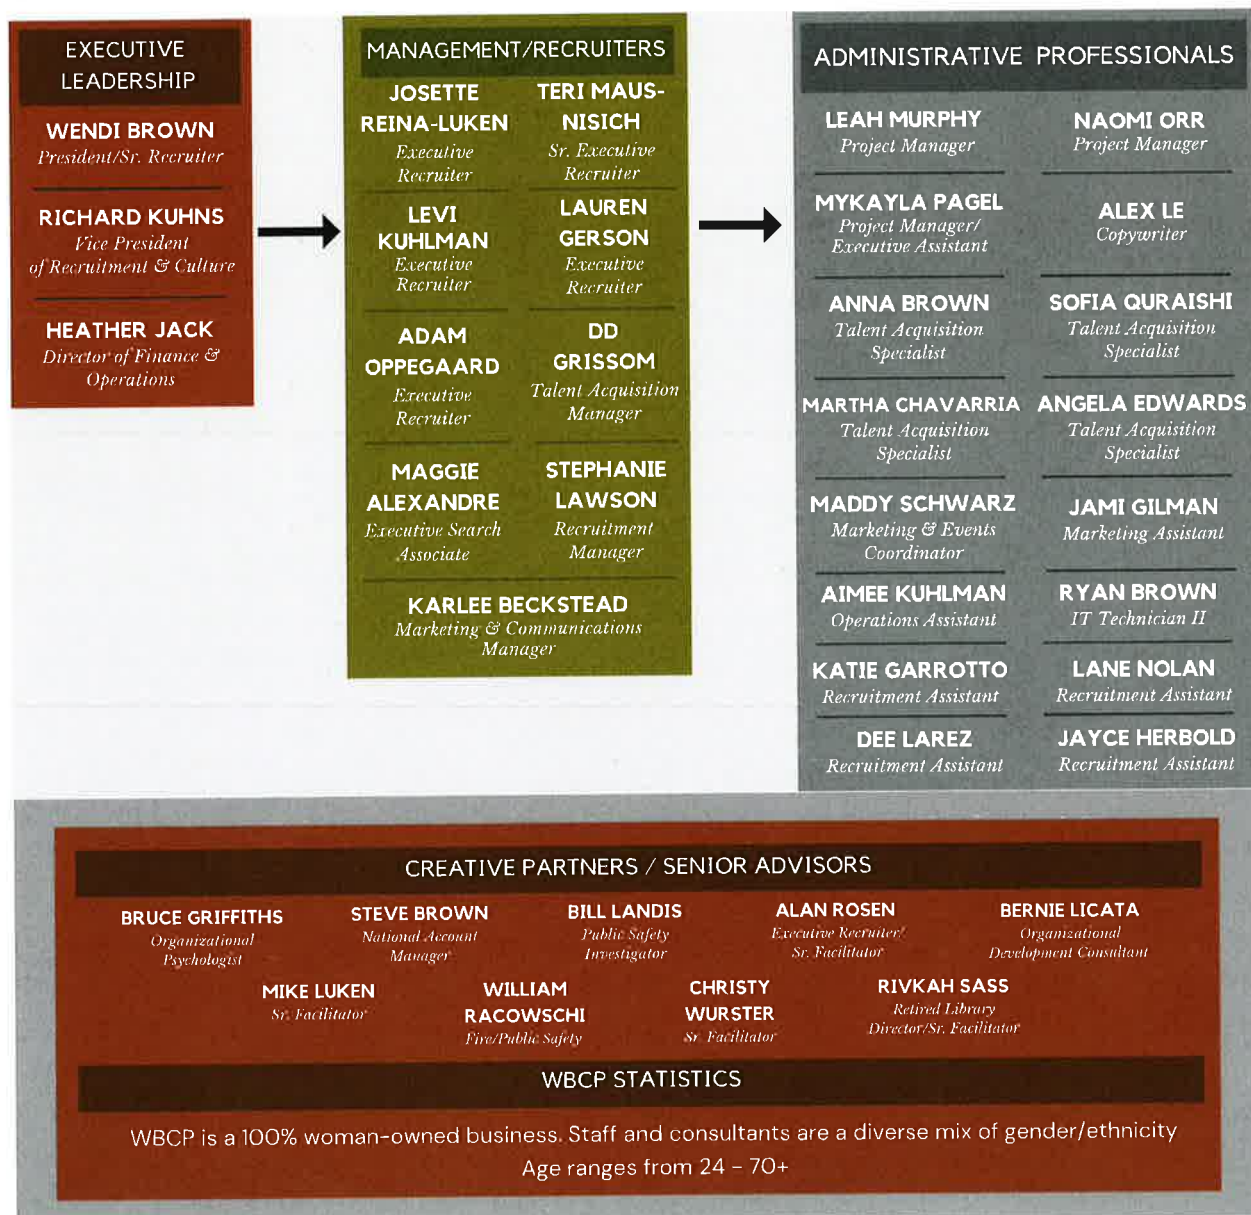 EXECUTIVE
LEADERSHIP
WENDI BROWN
President/Sr. Recruiter
RICHARD KUHNS
Vice President
of Recruitment & Culture
HEATHER JACK
Director of Finance &
Operations
MANAGEMENT/RECRUITERS
JOSETTE
REINA-LUKEN
Executive
Recruiter
TERI MAUS-
NISICH
Sr. Executive
Recruiter
LEVI
KUHLMAN
Executive
Recruiter
LAUREN
GERSON
Executive
Recruiter
ADAM
OPPEGAARD
Executive
Recruiter
DD
GRISSOM
Talent Acquisition
Manager
MAGGIE
ALEXANDRE
Executive Search
Associate
STEPHANIE
LAWSON
Recruitment
Manager
KARLEE BECKSTEAD
Marketing & Communications
Manager
ADMINISTRATIVE PROFESSIONALS
LEAH MURPHY
Project Manager
NAOMI ORR
Project Manager
MYKAYLA PAGEL
Project Manager/
Executive Assistant
ALEX LE
Copywriter
ANNA BROWN
Talent Acquisition
Specialist
SOFIA QURAISHI
Talent Acquisition
Specialist
MARTHA CHAVARRIA
Talent Acquisition
Specialist
ANGELA EDWARDS
Talent Acquisition
Specialist
MADDY SCHWARZ
Marketing & Events
Coordinator
JAMI GILMAN
Marketing Assistant
AIMEE KUHLMAN
Operations Assistant
RYAN BROWN
IT Technician II
KATIE GARROTTO
Recruitment Assistant
LANE NOLAN
Recruitment Assistant
DEE LAREZ
Recruitment Assistant
JAYCE HERBOLD
Recruitment Assistant
CREATIVE PARTNERS / SENIOR ADVISORS
BRUCE GRIFFITHS
Organizational
Psychologist
STEVE BROWN
National Account
Manager
BILL LANDIS
Public Safety
Investigator
ALAN ROSEN
Executive Recruiter/
Sr. Facilitator
BERNIE LICATA
Organizational
Development Consultant
MIKE LUKEN
Sr. Facilitator
WILLIAM
RACOWSCHI
Fire/Public Safety
CHRISTY
WURSTER
Sr. Facilitator
RIVKAH SASS
Retired Library
Director/Sr. Facilitator
WBCP STATISTICS
WBCP is a 100% woman-owned business. Staff and consultants are a diverse mix of gender/ethnicity
Age ranges from 24 – 70+